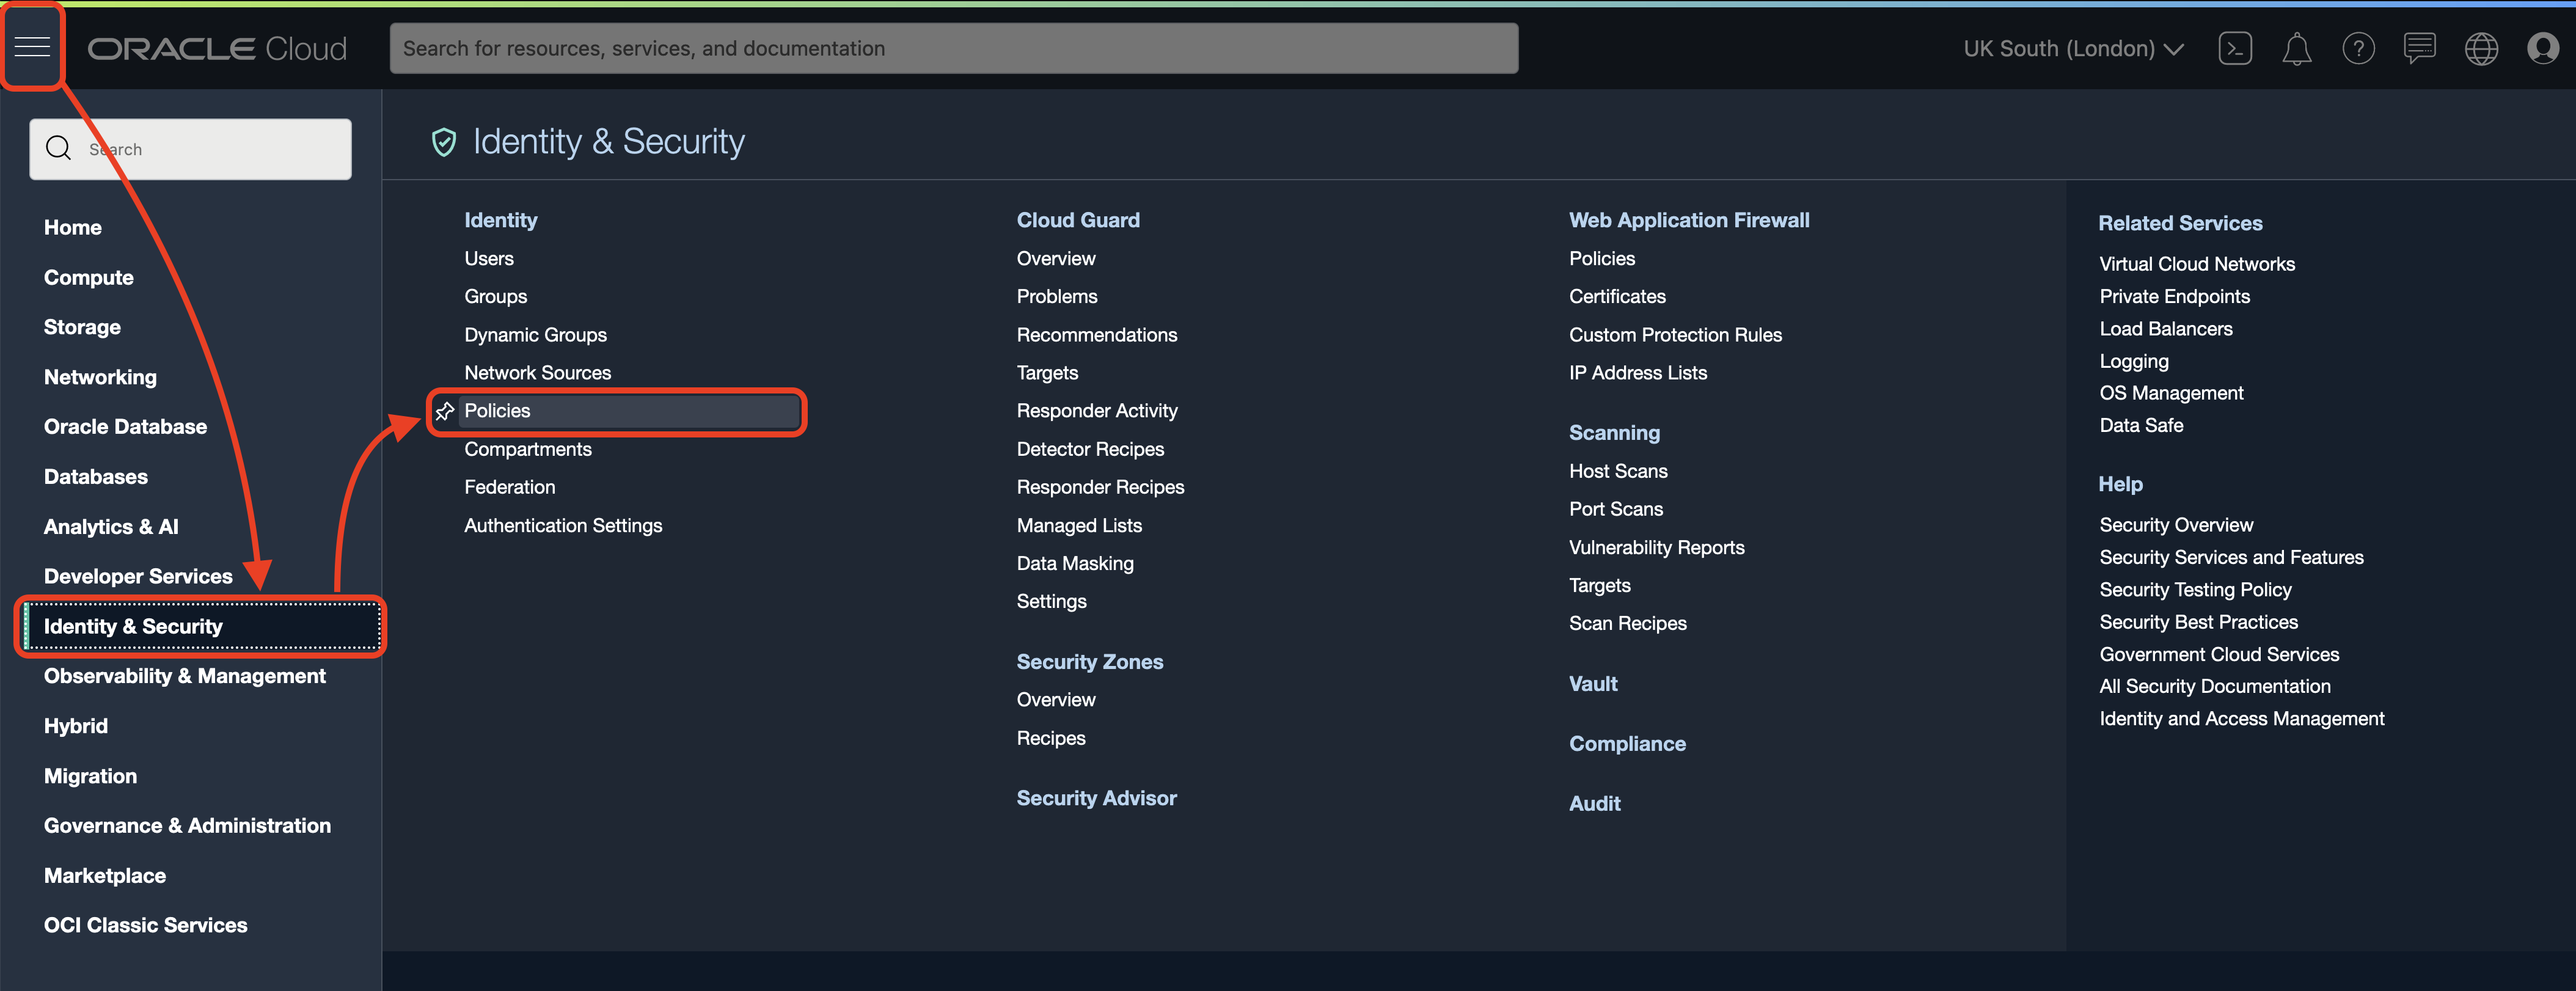 ORACLE Cloud
Search for resources, services, and documentation
UK South (London)
Search
Home
Compute
Storage
Networking
Oracle Database
Databases
Analytics & AI
Developer Services
Identity & Security
Observability & Management
Hybrid
Migration
Governance & Administration
Marketplace
OCI Classic Services
Identity & Security
Identity
Users
Groups
Dynamic Groups
Network Sources
Policies
Compartments
Federation
Authentication Settings
Cloud Guard
Overview
Problems
Recommendations
Targets
Responder Activity
Detector Recipes
Responder Recipes
Managed Lists
Data Masking
Settings
Security Zones
Overview
Recipes
Security Advisor
Web Application Firewall
Policies
Certificates
Custom Protection Rules
IP Address Lists
Scanning
Host Scans
Port Scans
Vulnerability Reports
Targets
Scan Recipes
Vault
Compliance
Audit
Related Services
Virtual Cloud Networks
Private Endpoints
Load Balancers
Logging
OS Management
Data Safe
Help
Security Overview
Security Services and Features
Security Testing Policy
Security Best Practices
Government Cloud Services
All Security Documentation
Identity and Access Management